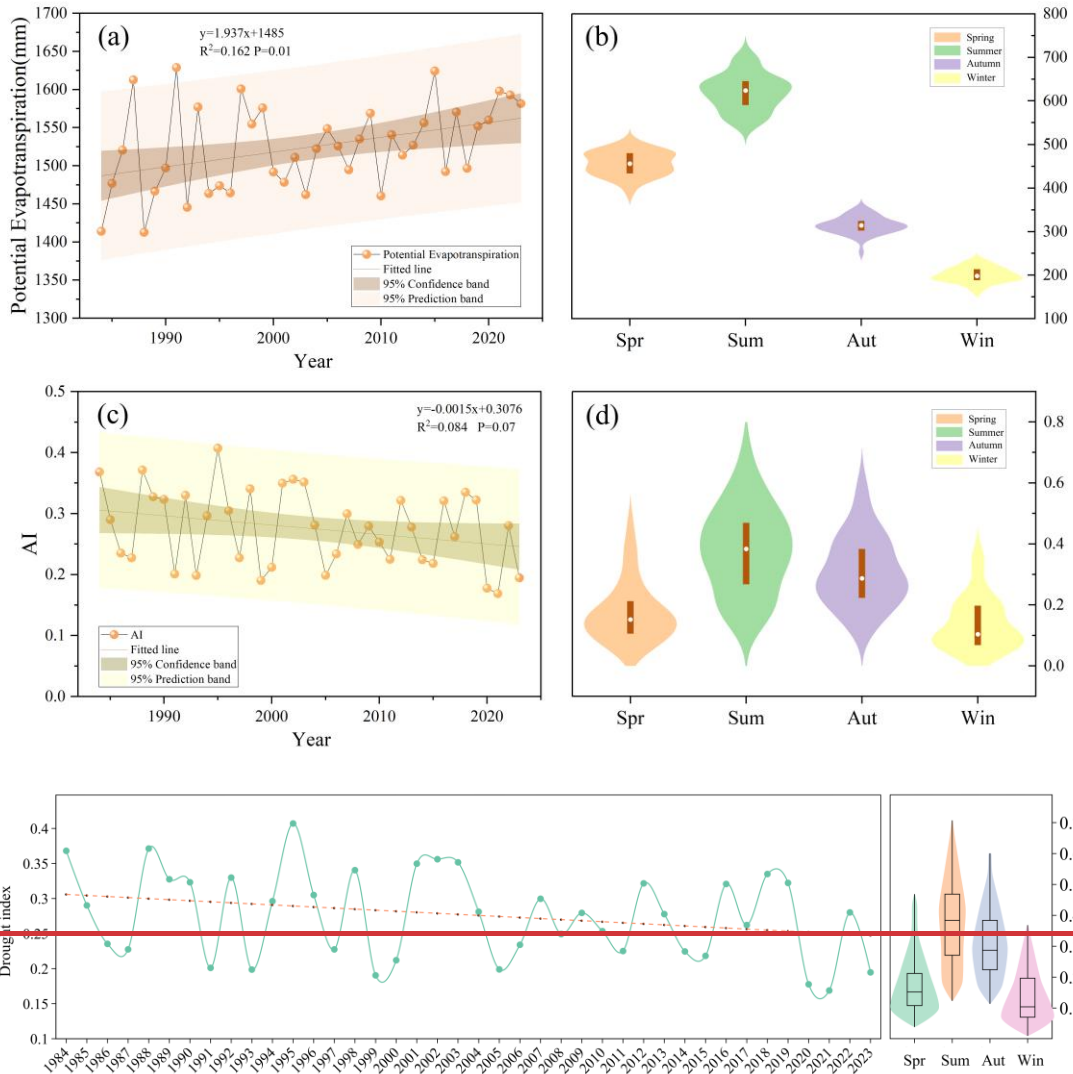 1700
1650
1600
1550
1500
1450
1400
1350
1300
Potential Evapotranspiration(mm)
(a)
y=1.937x+1485
R²=0.162 P=0.01
Potential Evapotranspiration
Fitted line
95% Confidence band
95% Prediction band
1990 2000 2010 2020
Year
(b)
Spring
Summer
Autumn
Winter
800
700
600
500
400
300
200
100
Spr Sum Aut Win
0.5
0.4
0.3
0.2
0.1
0.0
AI
(c)
y=-0.0015x+0.3076
R²=0.084 P=0.07
AI
Fitted line
95% Confidence band
95% Prediction band
1990 2000 2010 2020
Year
(d)
Spring
Summer
Autumn
Winter
0.8
0.6
0.4
0.2
0.0
Spr Sum Aut Win
0.4
0.35
0.3
0.25
0.2
0.15
0.1
Drought index
1984 1985 1986 1987 1988 1989 1990 1991 1992 1993 1994 1995 1996 1997 1998 1999 2000 2001 2002 2003 2004 2005 2006 2007 2008 2009 2010 2011 2012 2013 2014 2015 2016 2017 2018 2019 2020 2021 2022 2023
Spr Sum Aut Win